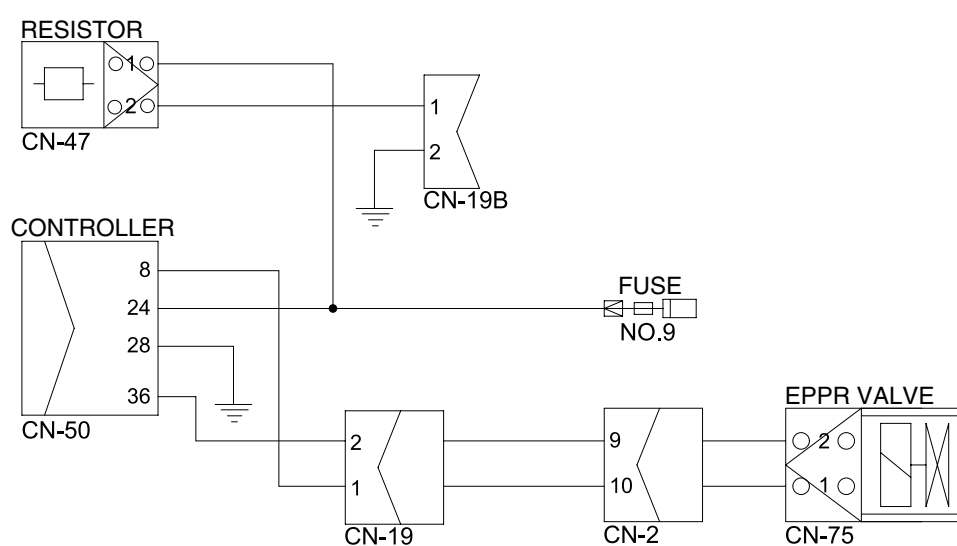 RESISTOR
1
2
CN-47
1
2
CN-19B
CONTROLLER
8
24
28
36
CN-50
FUSE
NO.9
2
1
CN-19
9
10
CN-2
EPPR VALVE
2
1
CN-75